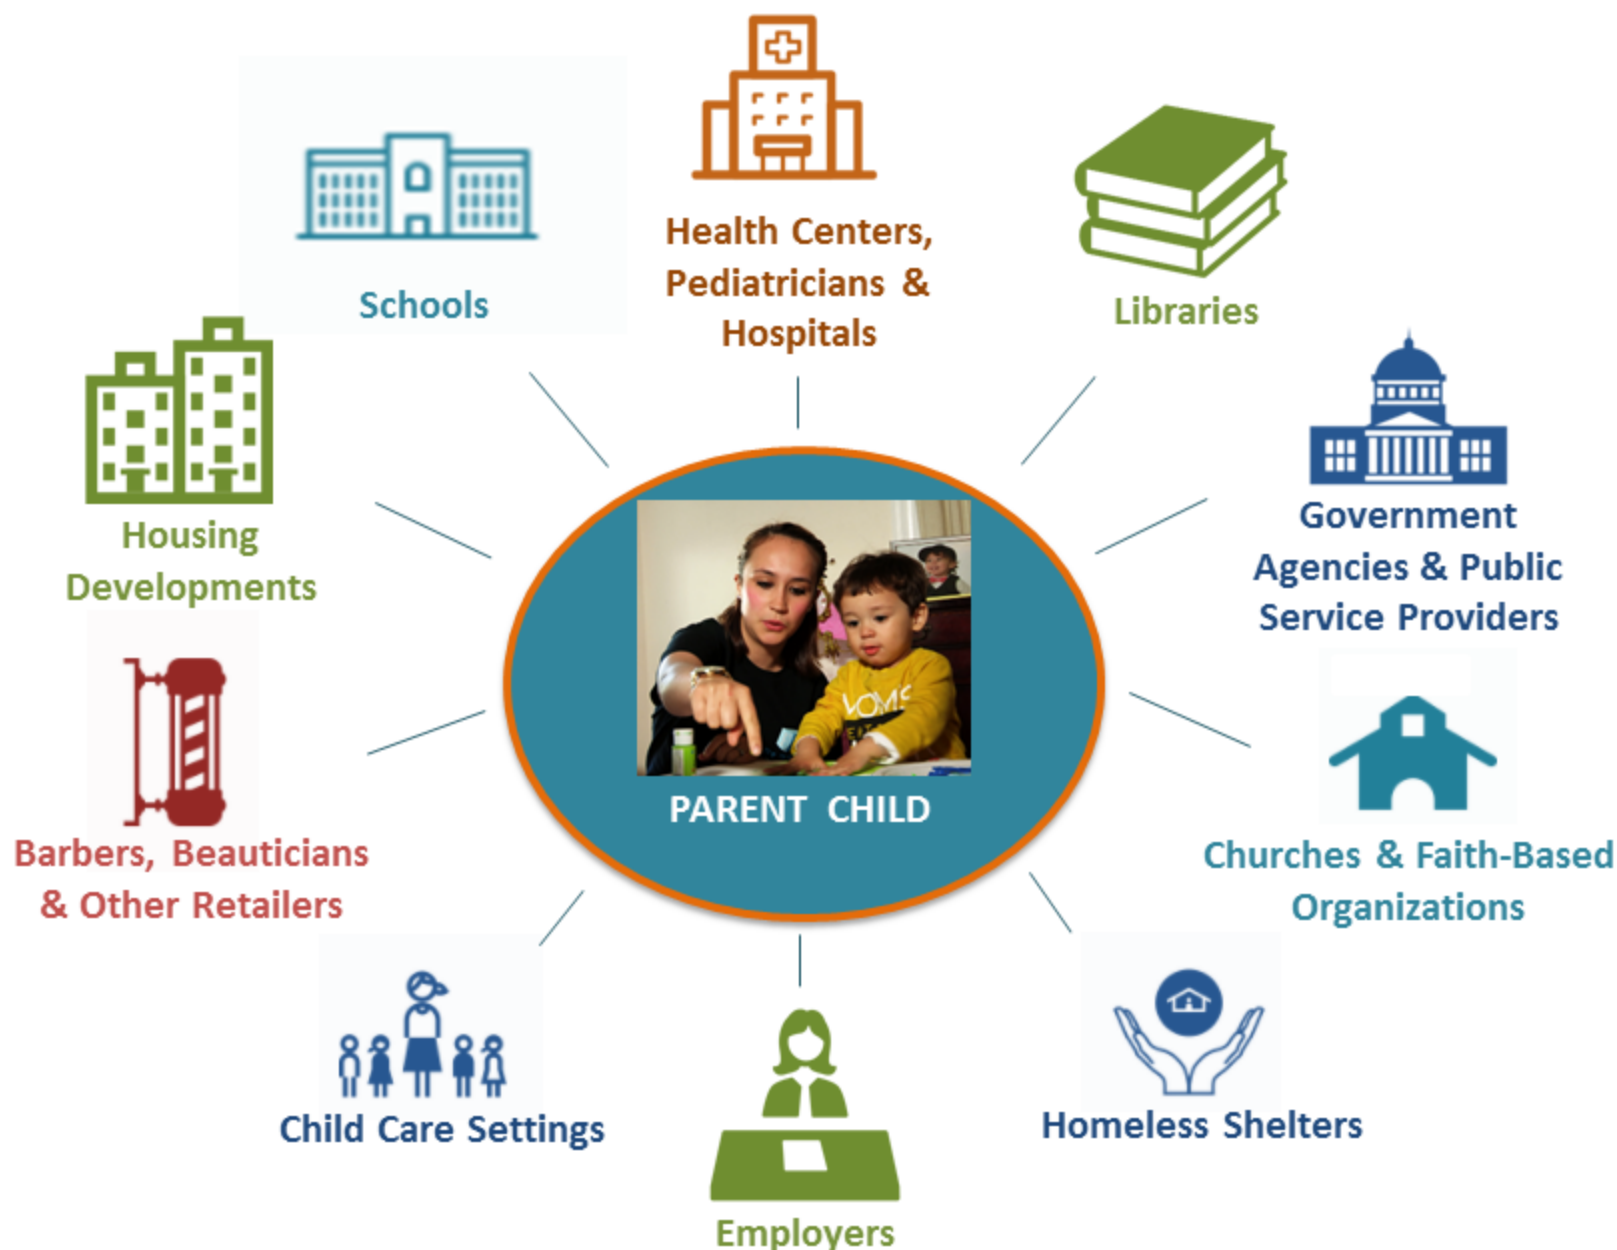 Schools
Health Centers,
Pediatricians &
Hospitals
Libraries
Housing
Developments
Government
Agencies & Public
Service Providers
PARENT CHILD
Barbers, Beauticians
& Other Retailers
Churches & Faith-Based
Organizations
Child Care Settings
Employers
Homeless Shelters